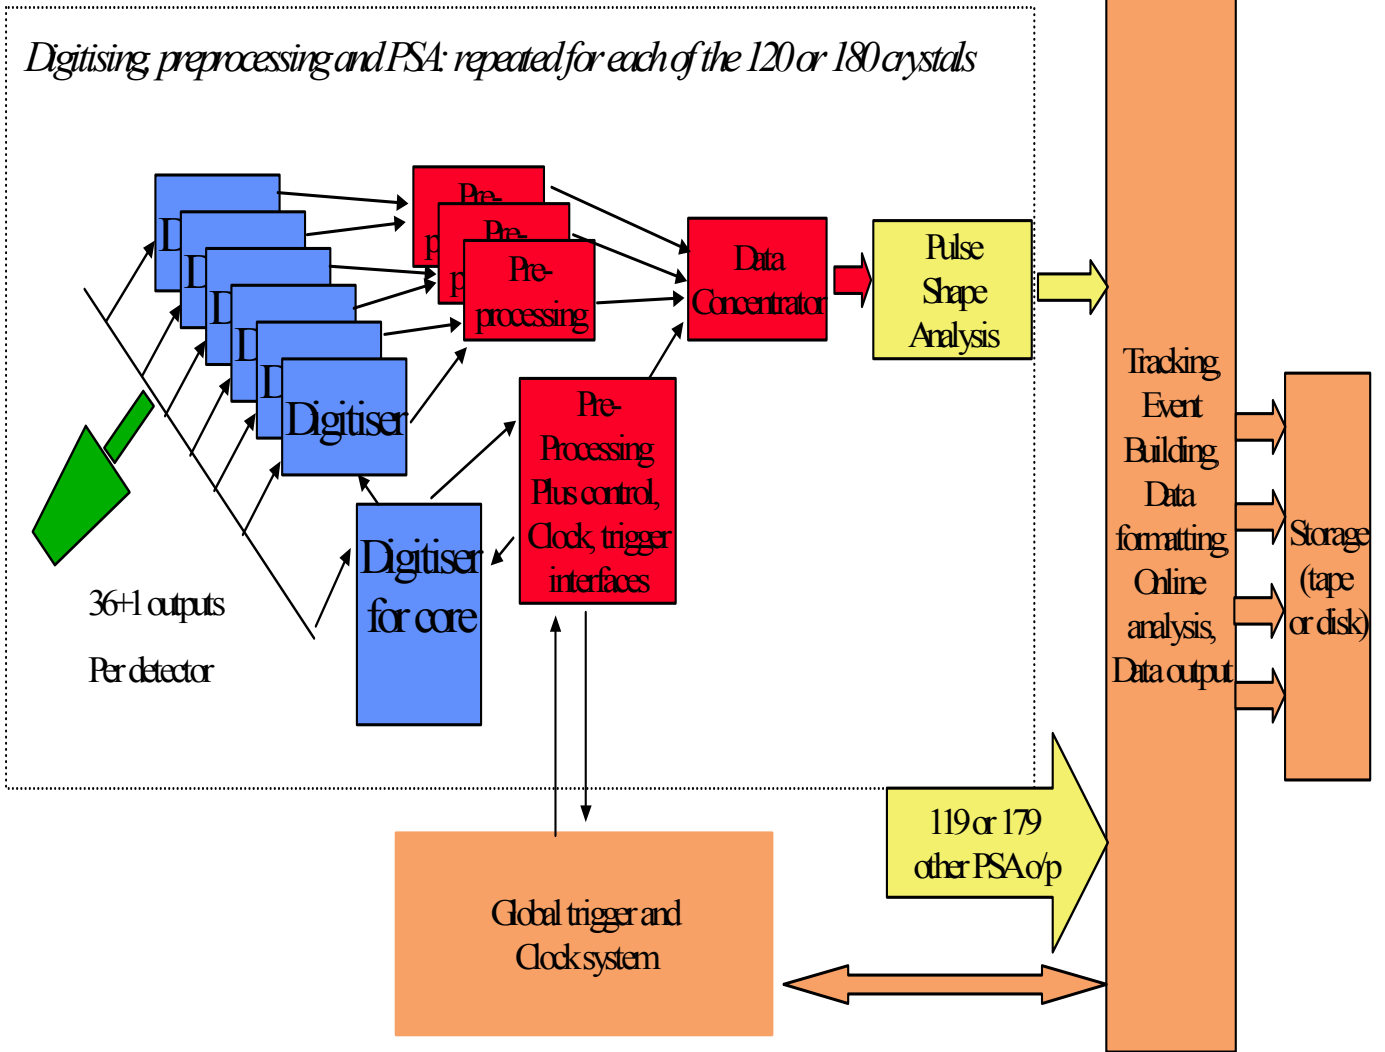 Digitising, preprocessing and PSA: repeated for each of the 120 or 180 crystals
D
D
D
D
D
Digitiser
Digitiser
for core
Pre-
p
Pre-
p
Pre-
processing
Data
Concentrator
Pulse
Shape
Analysis
Pre-
Processing
Plus control,
Clock, trigger
interfaces
36+1 outputs
Per detector
Tracking,
Event
Building,
Data
formatting,
Online
analysis,
Data output
Storage
(tape
or disk)
119 or 179
other PSA o/p
Global trigger and
Clock system